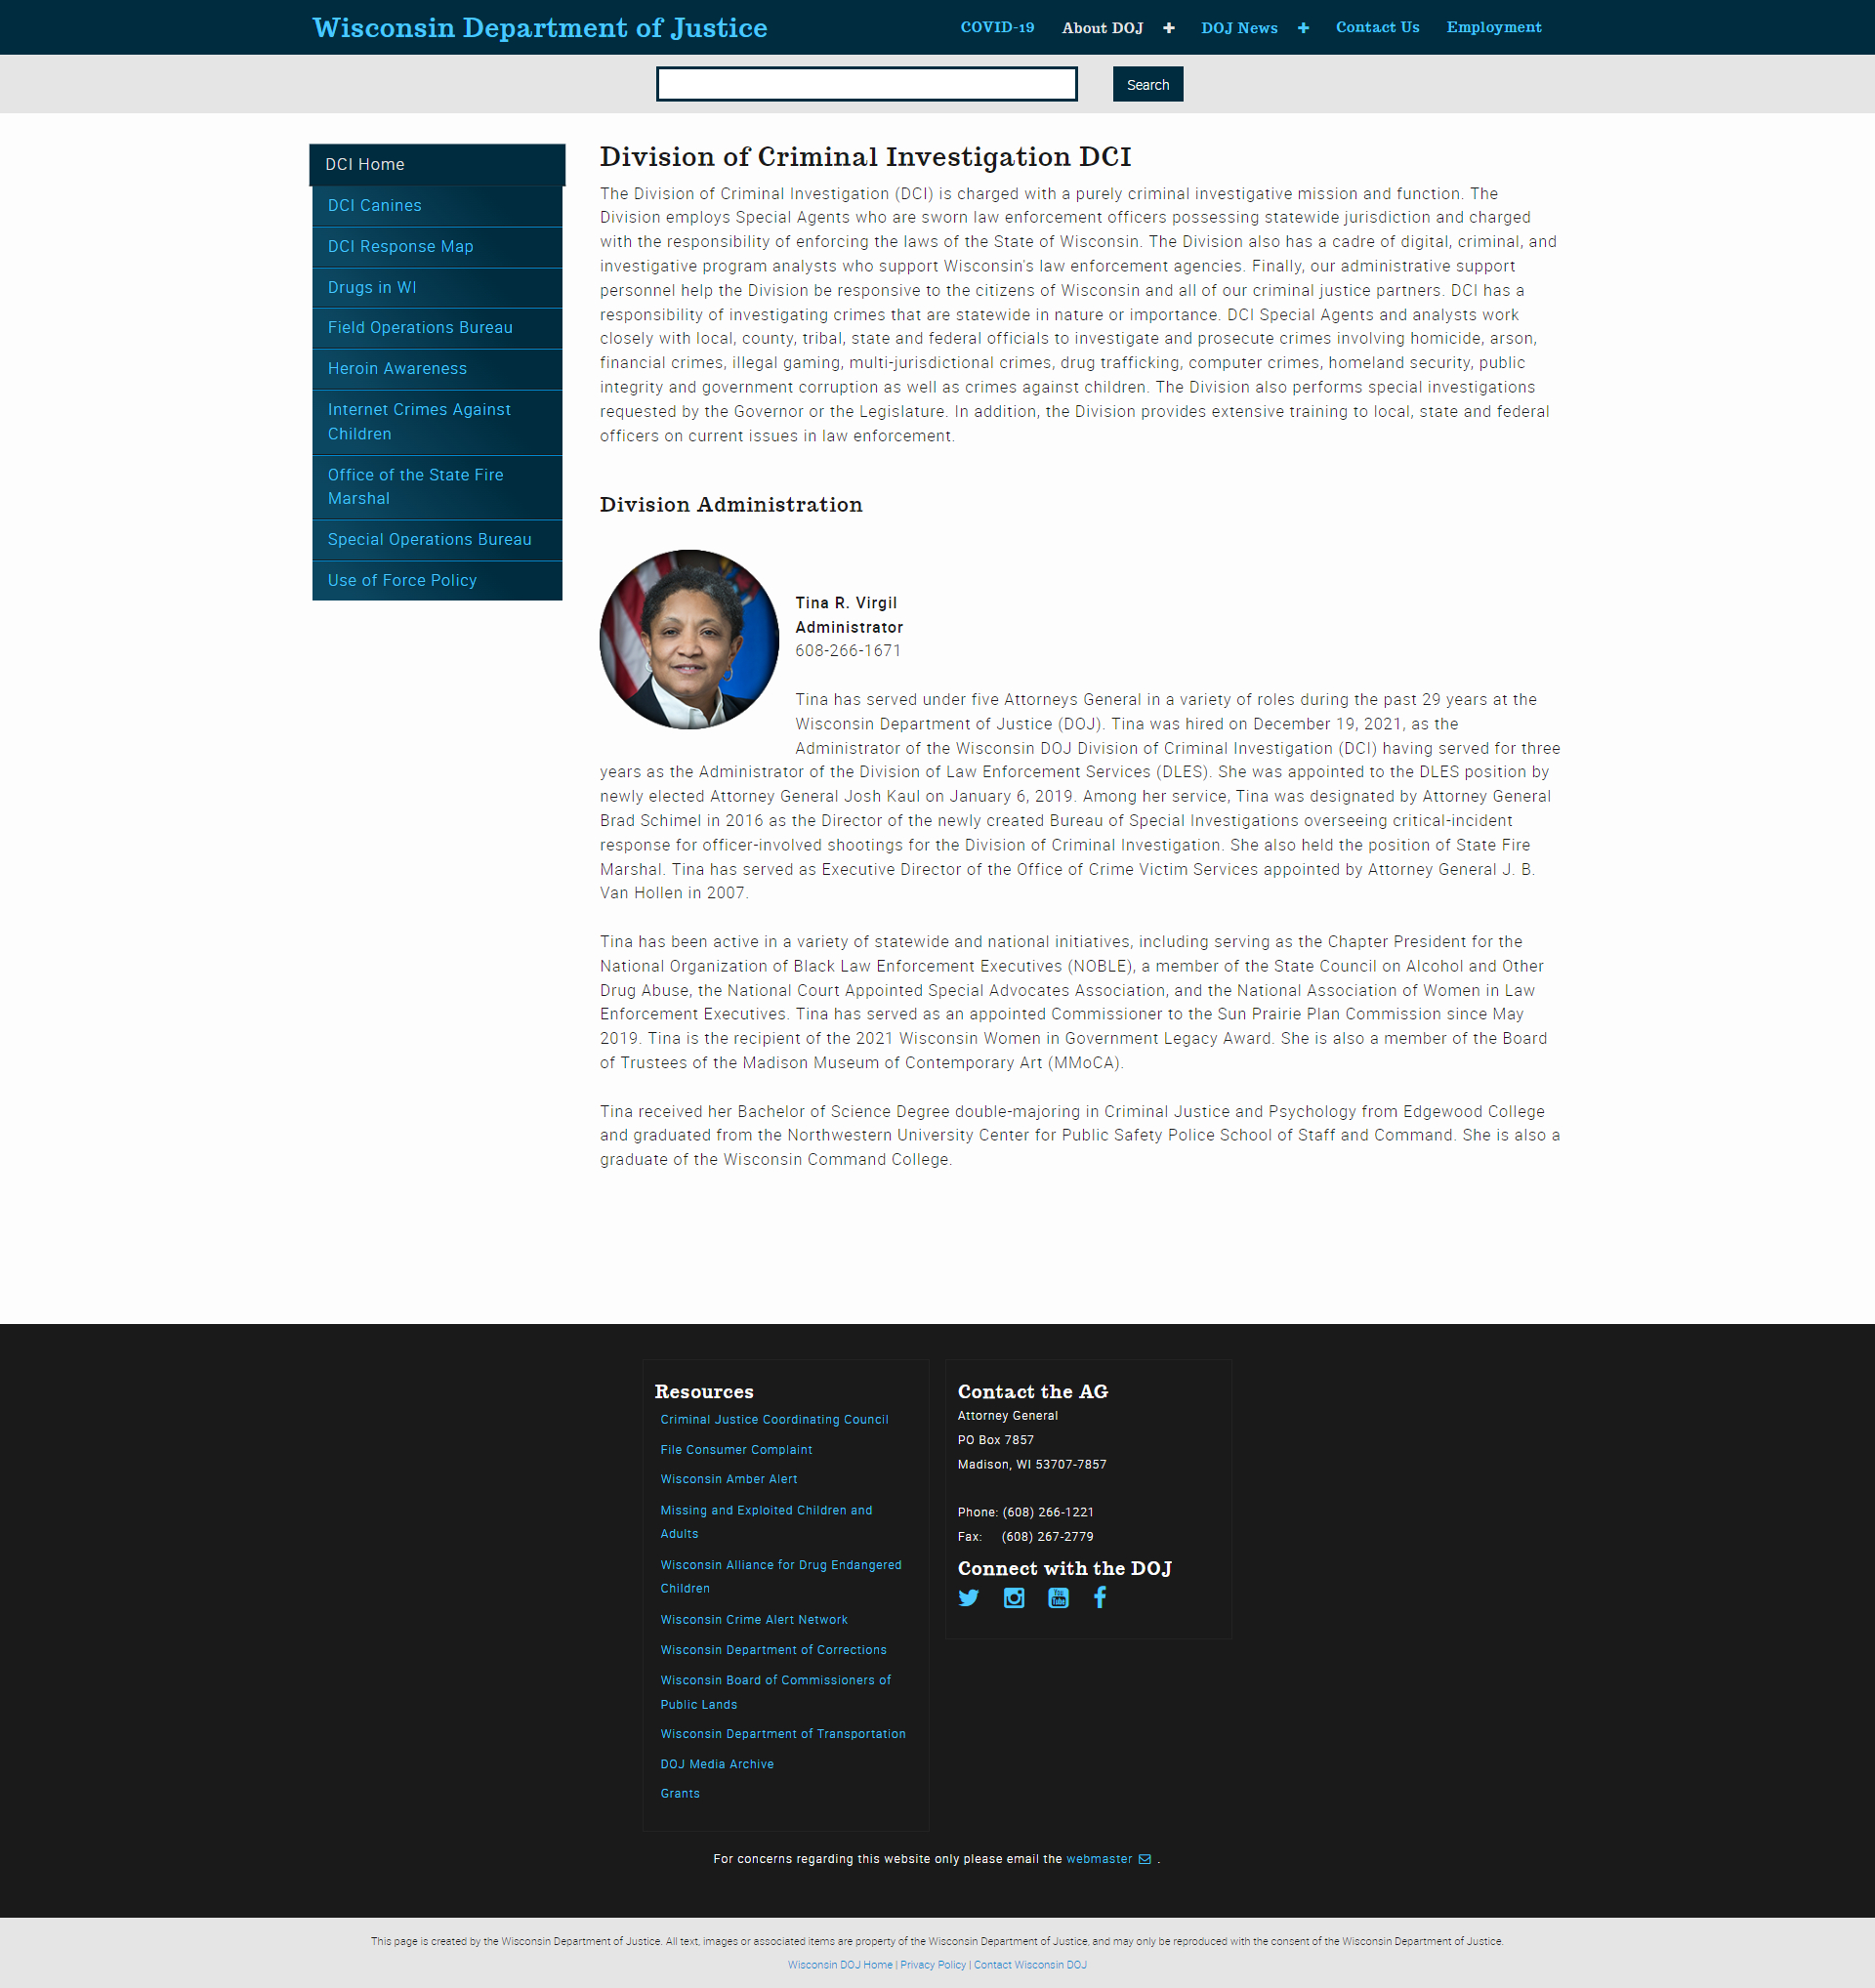 Wisconsin Department of Justice
COVID-19 About DOJ DOJ News Contact Us Employment
Search
DCI Home
DCI Canines
DCI Response Map
Drugs in WI
Field Operations Bureau
Heroin Awareness
Internet Crimes Against
Children
Office of the State Fire
Marshal
Special Operations Bureau
Use of Force Policy
Division of Criminal Investigation DCI
The Division of Criminal Investigation (DCI) is charged with a purely criminal investigative mission and function. The
Division employs Special Agents who are sworn law enforcement officers possessing statewide jurisdiction and charged
with the responsibility of enforcing the laws of the State of Wisconsin. The Division also has a cadre of digital, criminal, and
investigative program analysts who support Wisconsin's law enforcement agencies. Finally, our administrative support
personnel help the Division be responsive to the citizens of Wisconsin and all of our criminal justice partners. DCI has a
responsibility of investigating crimes that are statewide in nature or importance. DCI Special Agents and analysts work
closely with local, county, tribal, state and federal officials to investigate and prosecute crimes involving homicide, arson,
financial crimes, illegal gaming, multi-jurisdictional crimes, drug trafficking, computer crimes, homeland security, public
integrity and government corruption as well as crimes against children. The Division also performs special investigations
requested by the Governor or the Legislature. In addition, the Division provides extensive training to local, state and federal
officers on current issues in law enforcement.
Division Administration
Tina R. Virgil
Administrator
608-266-1671
Tina has served under five Attorneys General in a variety of roles during the past 29 years at the
Wisconsin Department of Justice (DOJ). Tina was hired on December 19, 2021, as the
Administrator of the Wisconsin DOJ Division of Criminal Investigation (DCI) having served for three
years as the Administrator of the Division of Law Enforcement Services (DLES). She was appointed to the DLES position by
newly elected Attorney General Josh Kaul on January 6, 2019. Among her service, Tina was designated by Attorney General
Brad Schimel in 2016 as the Director of the newly created Bureau of Special Investigations overseeing critical-incident
response for officer-involved shootings for the Division of Criminal Investigation. She also held the position of State Fire
Marshal. Tina has served as Executive Director of the Office of Crime Victim Services appointed by Attorney General J. B.
Van Hollen in 2007.
Tina has been active in a variety of statewide and national initiatives, including serving as the Chapter President for the
National Organization of Black Law Enforcement Executives (NOBLE), a member of the State Council on Alcohol and Other
Drug Abuse, the National Court Appointed Special Advocates Association, and the National Association of Women in Law
Enforcement Executives. Tina has served as an appointed Commissioner to the Sun Prairie Plan Commission since May
2019. Tina is the recipient of the 2021 Wisconsin Women in Government Legacy Award. She is also a member of the Board
of Trustees of the Madison Museum of Contemporary Art (MMoCA).
Tina received her Bachelor of Science Degree double-majoring in Criminal Justice and Psychology from Edgewood College
and graduated from the Northwestern University Center for Public Safety Police School of Staff and Command. She is also a
graduate of the Wisconsin Command College.
Resources
Criminal Justice Coordinating Council
File Consumer Complaint
Wisconsin Amber Alert
Missing and Exploited Children and
Adults
Wisconsin Alliance for Drug Endangered
Children
Wisconsin Crime Alert Network
Wisconsin Department of Corrections
Wisconsin Board of Commissioners of
Public Lands
Wisconsin Department of Transportation
DOJ Media Archive
Grants
Contact the AG
Attorney General
PO Box 7857
Madison, WI 53707-7857
Phone: (608) 266-1221
Fax: (608) 267-2779
Connect with the DOJ
You Tube
For concerns regarding this website only please email the webmaster .
This page is created by the Wisconsin Department of Justice. All text, images or associated items are property of the Wisconsin Department of Justice, and may only be reproduced with the consent of the Wisconsin Department of Justice.
Wisconsin DOJ Home | Privacy Policy | Contact Wisconsin DOJ